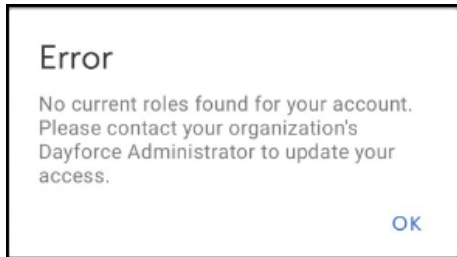 Error
No current roles found for your account.
Please contact your organization's
Dayforce Administrator to update your
access.
OK